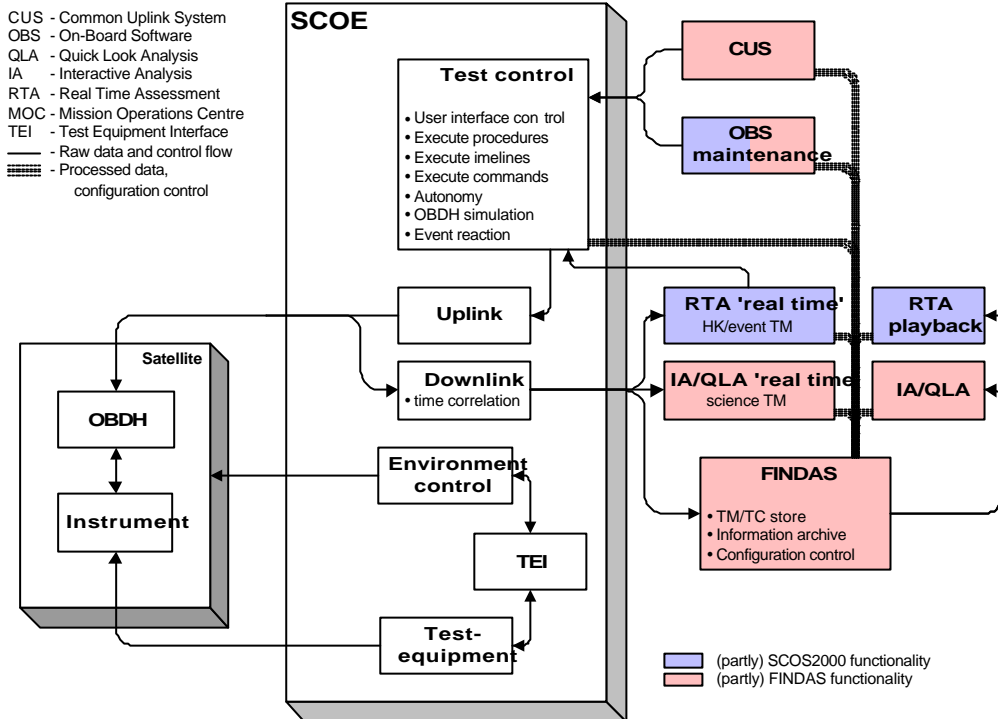 CUS - Common Uplink System
OBS - On-Board Software
QLA - Quick Look Analysis
IA - Interactive Analysis
RTA - Real Time Assessment
MOC - Mission Operations Centre
TEI - Test Equipment Interface
- Raw data and control flow
- Processed data,
configuration control
SCOE
Test control
• User interface con trol
• Execute procedures
• Execute imelines
• Execute commands
• Autonomy
• OBDH simulation
• Event reaction
CUS
OBS
maintenance
Uplink
RTA 'real time'
HK/event TM
RTA
playback
Satellite
Downlink
• time correlation
IA/QLA 'real time'
science TM
IA/QLA
OBDH
Instrument
Environment
control
FINDAS
• TM/TC store
• Information archive
• Configuration control
TEI
Test-
equipment
(partly) SCOS2000 functionality
(partly) FINDAS functionality